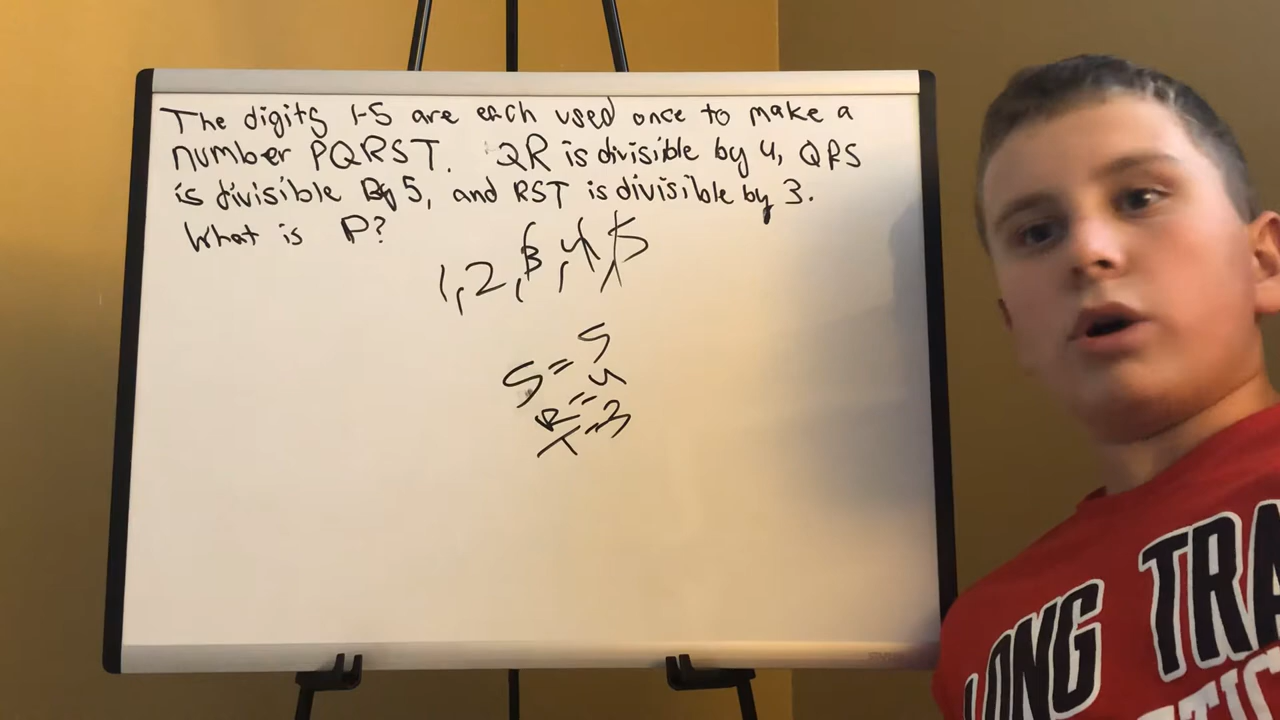 The digits 1-5 are each used once to make a
number PQRST. QR is divisible by 4, QRS
is divisible By 5, and RST is divisible by 3.
What is P?
1, 2, 3, 4, 5
S = 5
R = 4
T = 3
LONG TRA